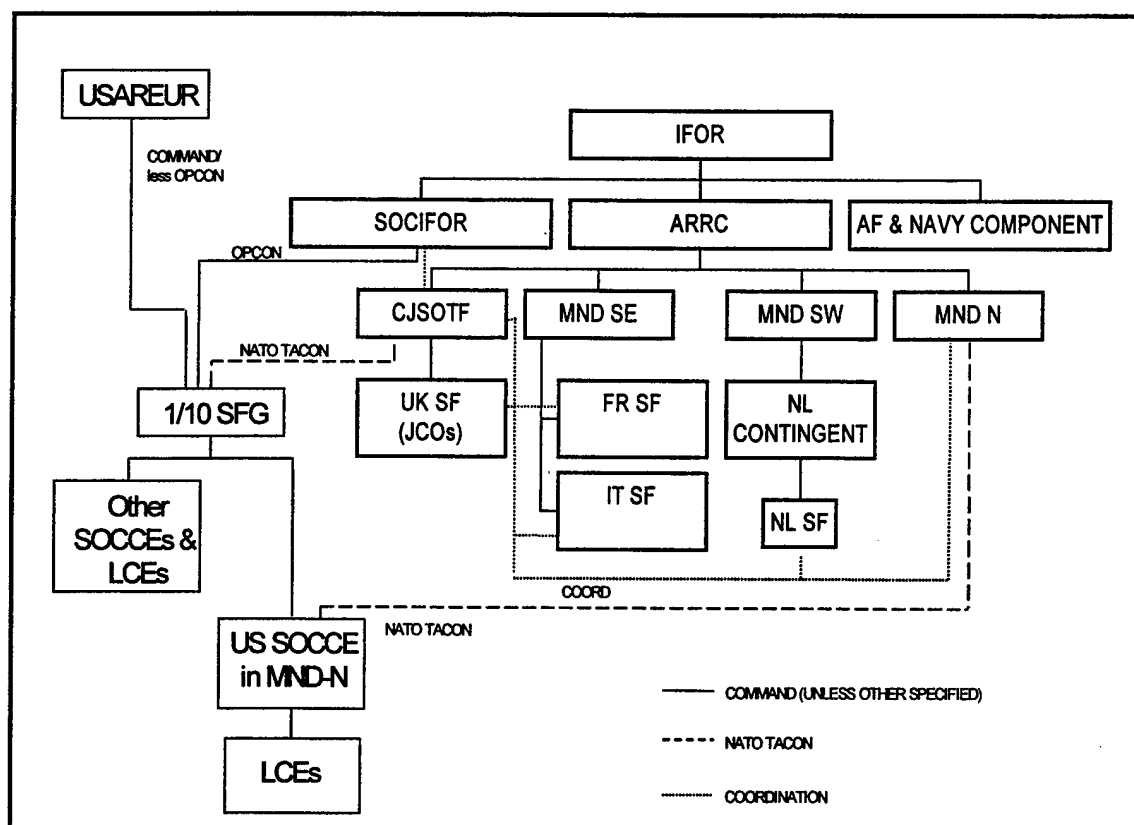 USAREUR
IFOR
COMMAND/
less OPCON
SOCIFOR
ARRC
AF & NAVY COMPONENT
OPCON
CJSOTF
MND SE
MND SW
MND N
NATO TACON
1/10 SFG
UK SF
(JCOs)
FR SF
NL
CONTINGENT
Other
SOCCEs &
LCEs
IT SF
NL SF
COORD
US SOCCE
in MND-N
NATO TACON
LCEs
COMMAND (UNLESS OTHER SPECIFIED)
NATO TACON
COORDINATION